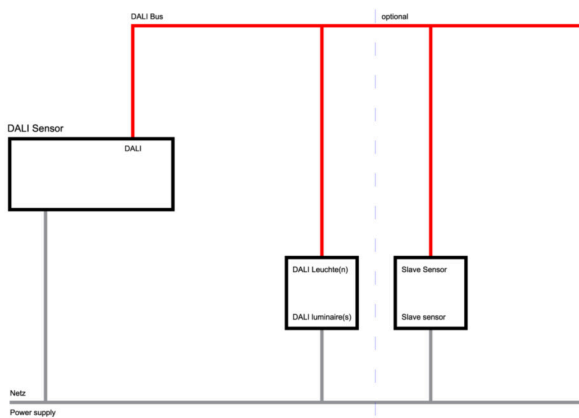 DALI Bus
optional
DALI Sensor
DALI
DALI Leuchte(n)
DALI luminaire(s)
Slave Sensor
Slave sensor
Netz
Power supply